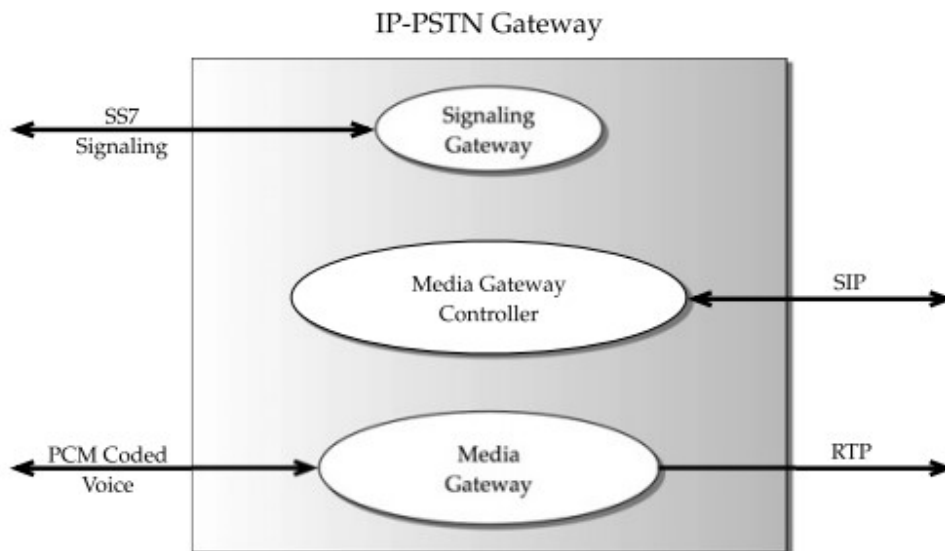 IP-PSTN Gateway
SS7
Signaling
Signaling
Gateway
Media Gateway
Controller
SIP
PCM Coded
Voice
Media
Gateway
RTP